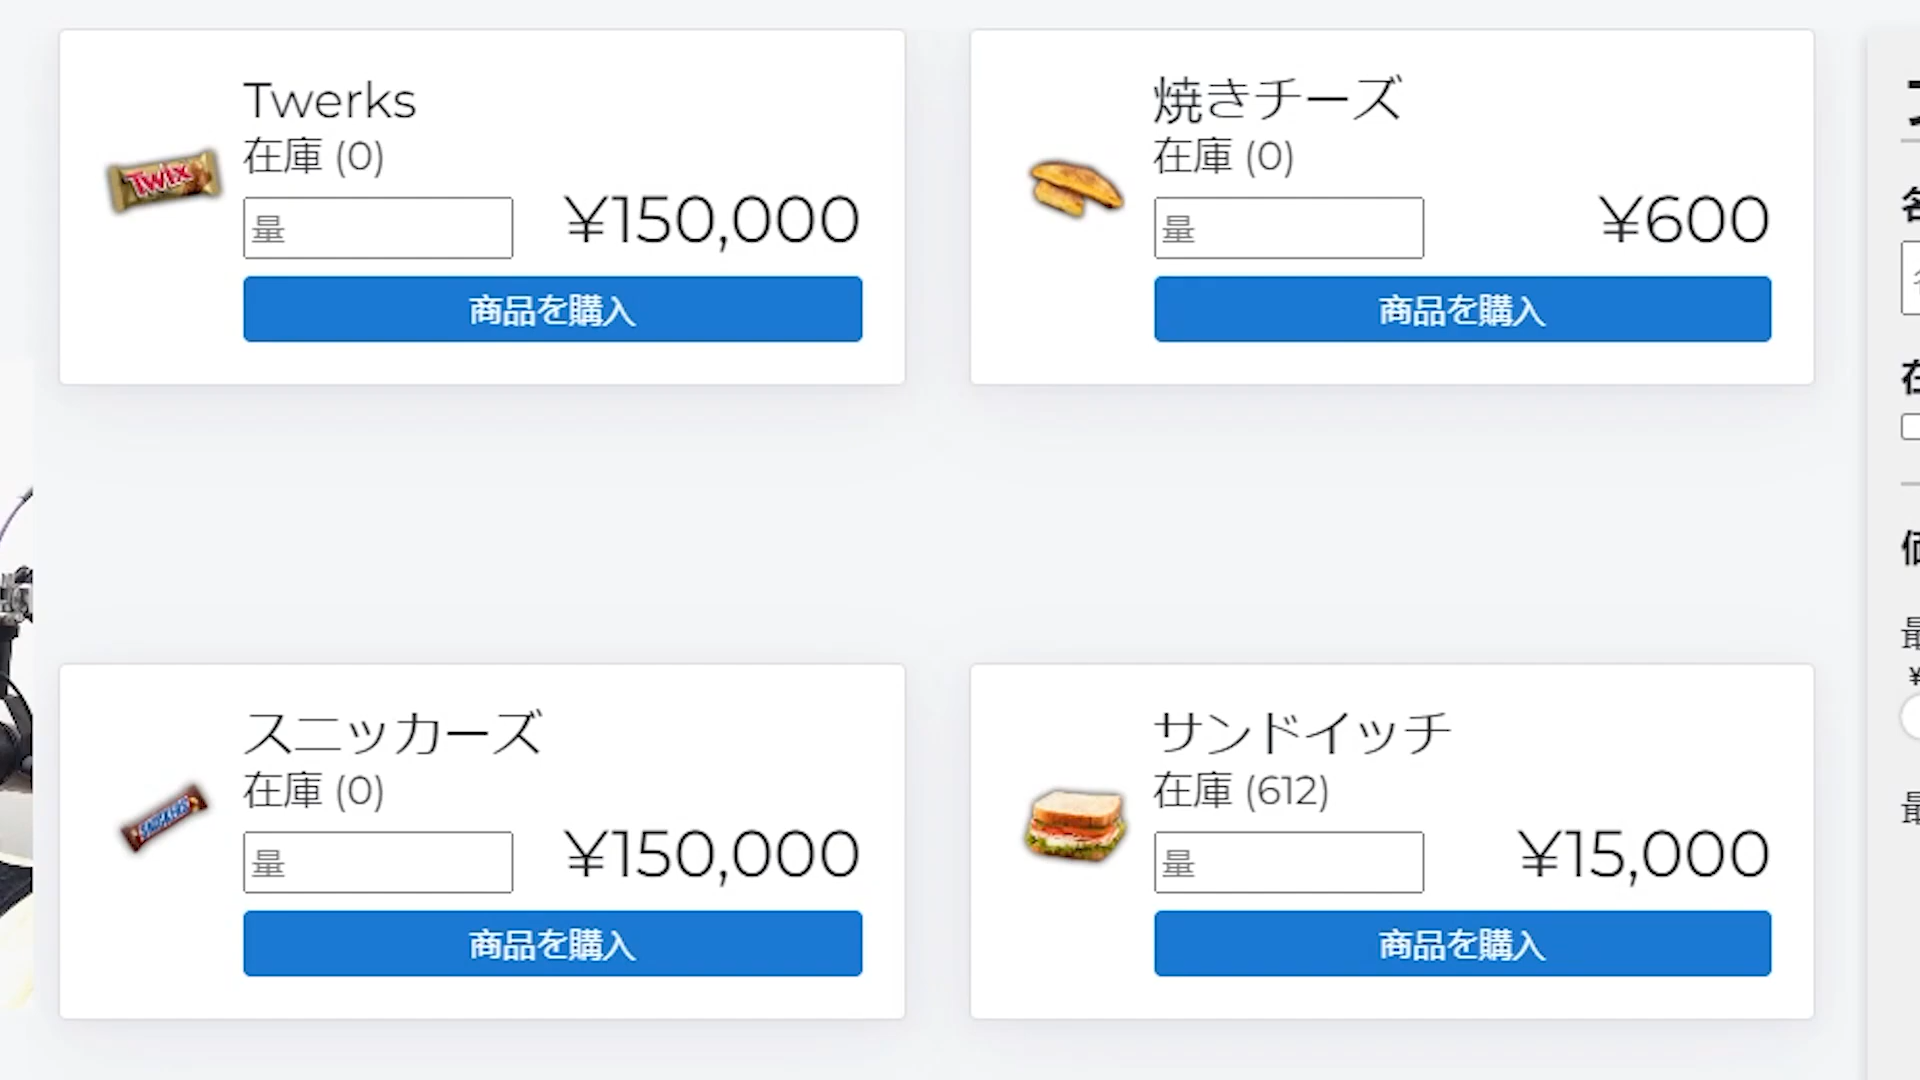 Twerks
在庫 (0)
TWIX
量
¥150,000
商品を購入
焼きチーズ
在庫 (0)
量
¥600
商品を購入
スニッカーズ
在庫 (0)
SNICKERS
量
¥150,000
商品を購入
サンドイッチ
在庫 (612)
量
¥15,000
商品を購入